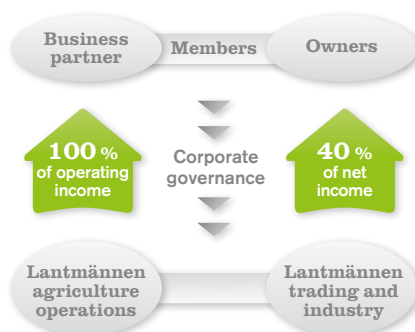 Business
partner
Members
Owners
100 %
of operating
income
Corporate
governance
40 %
of net
income
Lantmännen
agriculture
operations
Lantmännen
trading and
industry